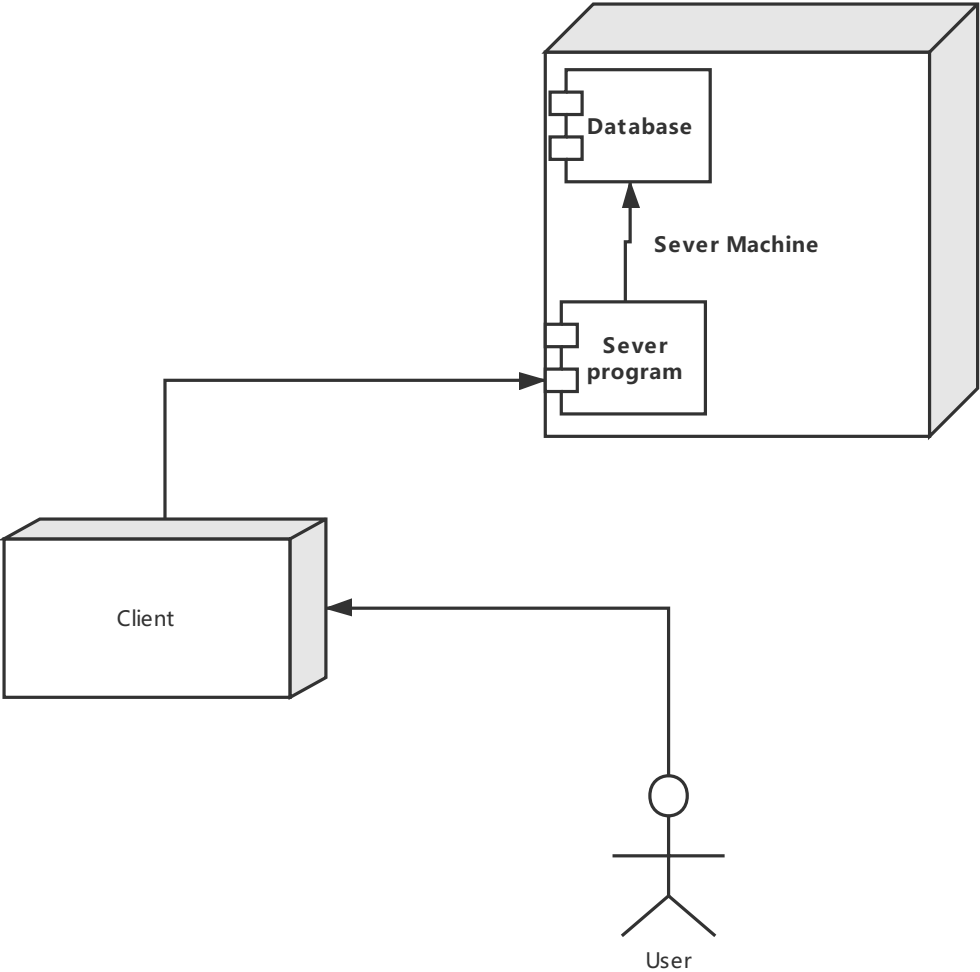 Database
Sever Machine
Sever
program
Client
User